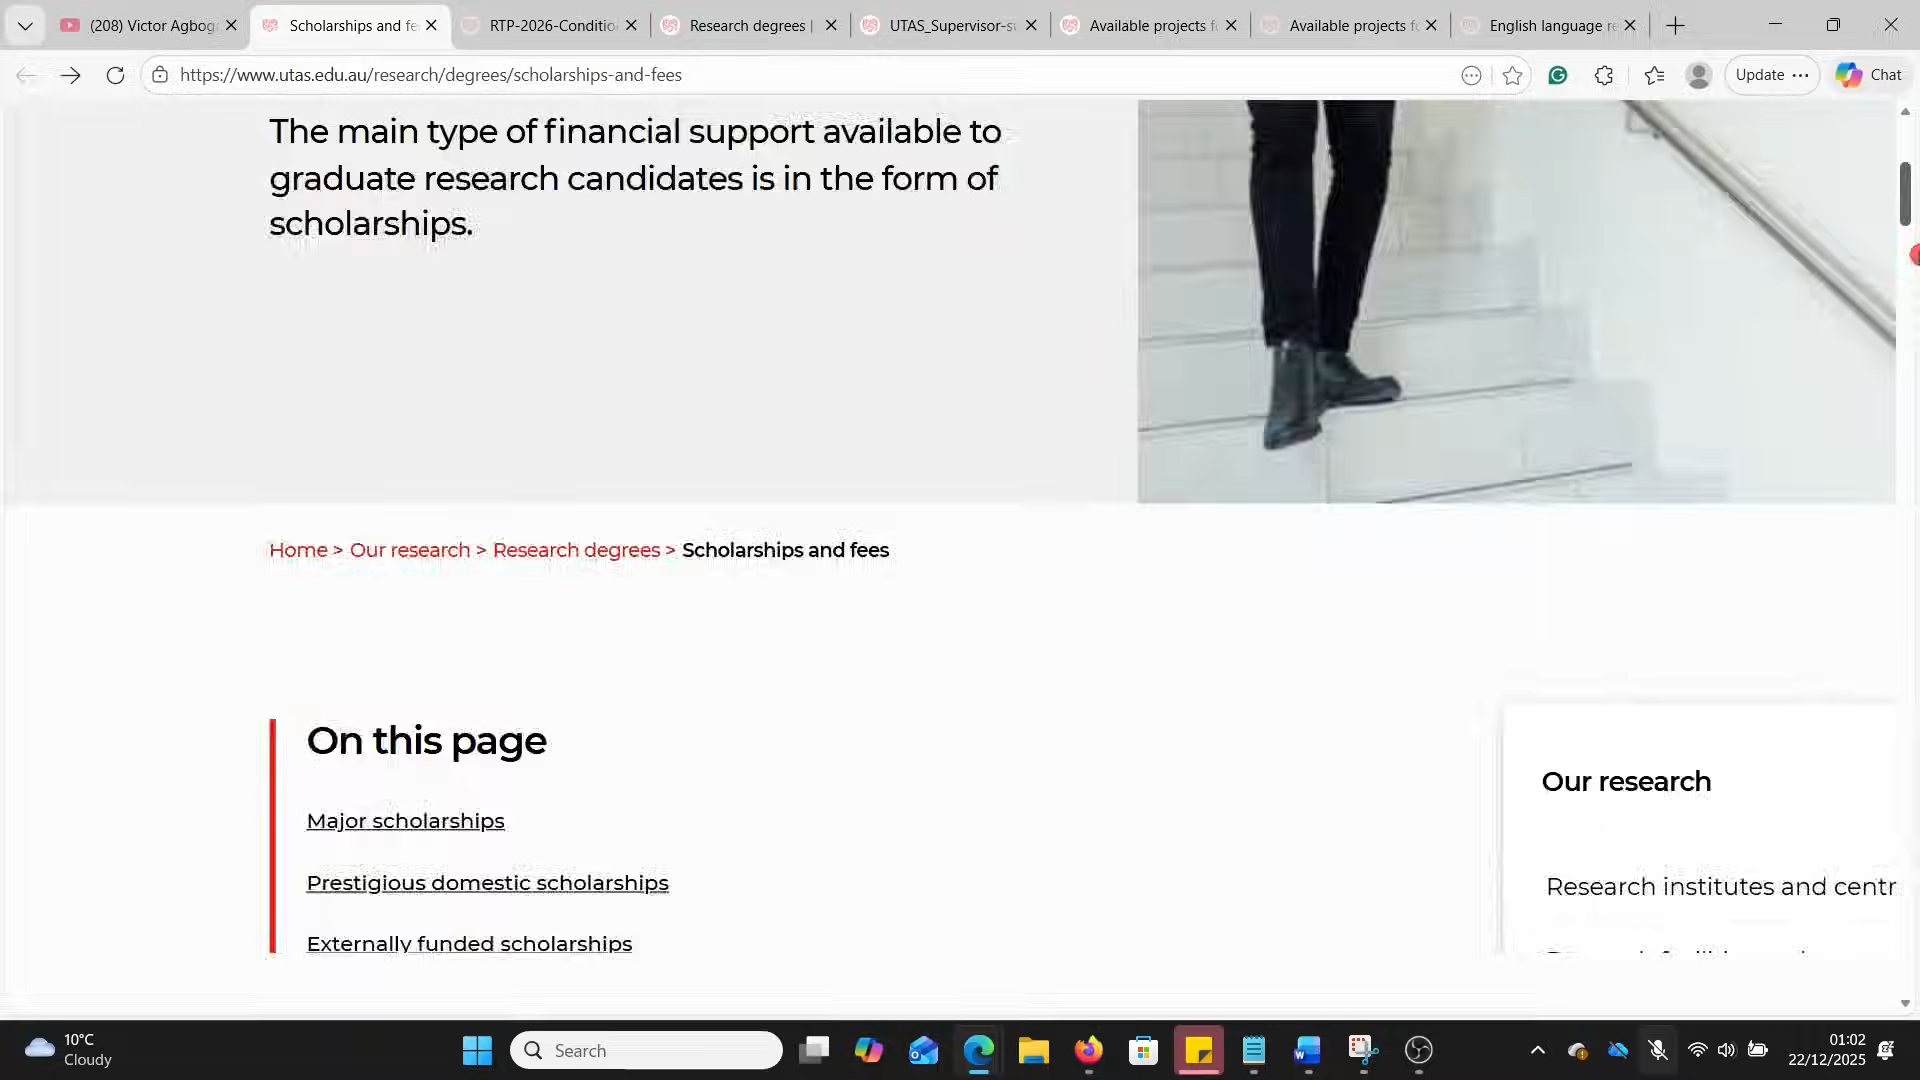 (208) Victor Agbog
Scholarships and fe
RTP-2026-Conditio
Research degrees |
UTAS_Supervisor-s
Available projects f
Available projects fo
English language re
https://www.utas.edu.au/research/degrees/scholarships-and-fees
Update
Chat
The main type of financial support available to
graduate research candidates is in the form of
scholarships.
Home > Our research > Research degrees > Scholarships and fees
On this page
Major scholarships
Prestigious domestic scholarships
Externally funded scholarships
Our research
Research institutes and centr
10°C
Cloudy
Search
01:02
22/12/2025